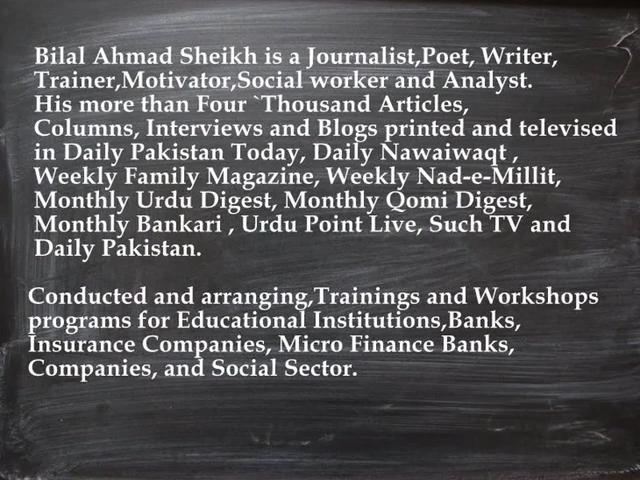 Bilal Ahmad Sheikh is a Journalist,Poet, Writer,
Trainer,Motivator,Social worker and Analyst.
His more than Four `Thousand Articles,
Columns, Interviews and Blogs printed and televised
in Daily Pakistan Today, Daily Nawaiwaqt ,
Weekly Family Magazine, Weekly Nad-e-Millit,
Monthly Urdu Digest, Monthly Qomi Digest,
Monthly Bankari , Urdu Point Live, Such TV and
Daily Pakistan.
Conducted and arranging,Trainings and Workshops
programs for Educational Institutions,Banks,
Insurance Companies, Micro Finance Banks,
Companies, and Social Sector.